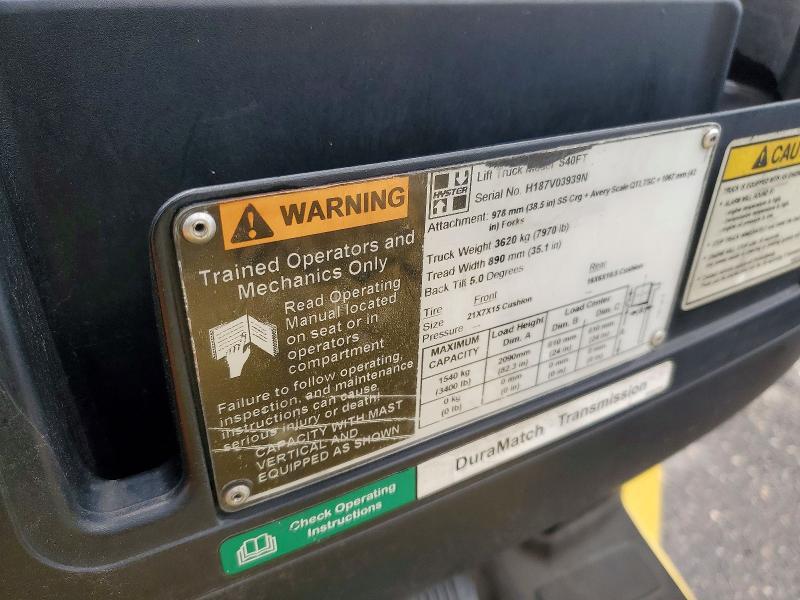 WARNING
Trained Operators and
Mechanics Only
Read Operating
Manual located
on seat or in
operators
compartment
Failure to follow operating,
inspection, and maintenance
instructions can cause
serious injury or death!
CAPACITY WITH MAST
VERTICAL AND
EQUIPPED AS SHOWN
HYSTER
Lift Truck Model S40FT
Serial No. H187V03939N
Attachment: 978 mm (38.5 in) SS Crg + Avery Scale QTLTSC + 1067 mm (42
in) Forks
Truck Weight 3620 kg (7970 lb)
Tread Width 890 mm (35.1 in)
Back Tilt 5.0 Degrees
Tire Front Rear
Size 21X7X15 Cushion 16X6X10.5 Cushion
Pressure --
MAXIMUM CAPACITY Load Height Dim. A Load Center Dim. B Dim. C
1540 kg (3400 lb) 2090mm (82.3 in) 610 mm (24 in) 610 mm (24 in)
0 kg (0 lb) 0 mm (0 in) 0 mm (0 in) 0 mm (0 in)
Check Operating
Instructions
DuraMatch Transmission
CAU